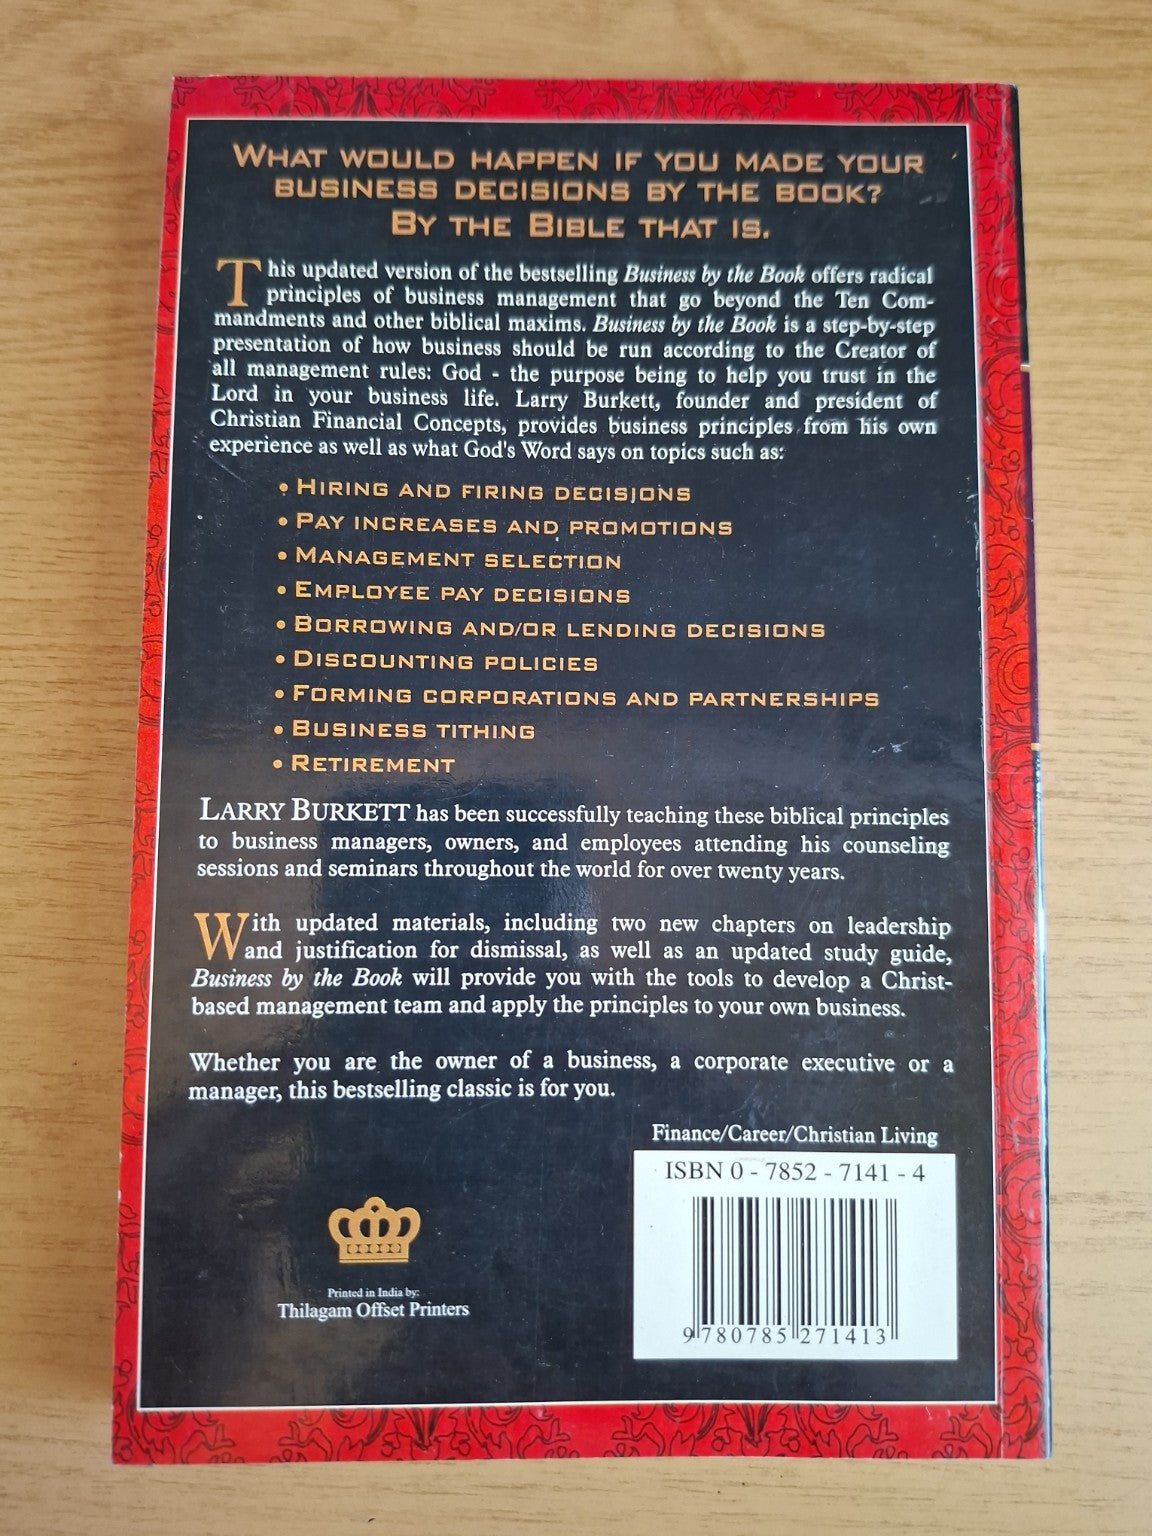 WHAT WOULD HAPPEN IF YOU MADE YOUR
BUSINESS DECISIONS BY THE BOOK?
BY THE BIBLE THAT IS.
This updated version of the bestselling Business by the Book offers radical
principles of business management that go beyond the Ten Com-
mandments and other biblical maxims. Business by the Book is a step-by-step
presentation of how business should be run according to the Creator of
all management rules: God - the purpose being to help you trust in the
Lord in your business life. Larry Burkett, founder and president of
Christian Financial Concepts, provides business principles from his own
experience as well as what God's Word says on topics such as:
• HIRING AND FIRING DECISIONS
• PAY INCREASES AND PROMOTIONS
• MANAGEMENT SELECTION
• EMPLOYEE PAY DECISIONS
• BORROWING AND/OR LENDING DECISIONS
• DISCOUNTING POLICIES
• FORMING CORPORATIONS AND PARTNERSHIPS
• BUSINESS TITHING
• RETIREMENT
LARRY BURKETT has been successfully teaching these biblical principles
to business managers, owners, and employees attending his counseling
sessions and seminars throughout the world for over twenty years.
With updated materials, including two new chapters on leadership
and justification for dismissal, as well as an updated study guide,
Business by the Book will provide you with the tools to develop a Christ-
based management team and apply the principles to your own business.
Whether you are the owner of a business, a corporate executive or a
manager, this bestselling classic is for you.
Finance/Career/Christian Living
ISBN 0 - 7852 - 7141 - 4
9 780785 271413
Printed in India by:
Thilagam Offset Printers